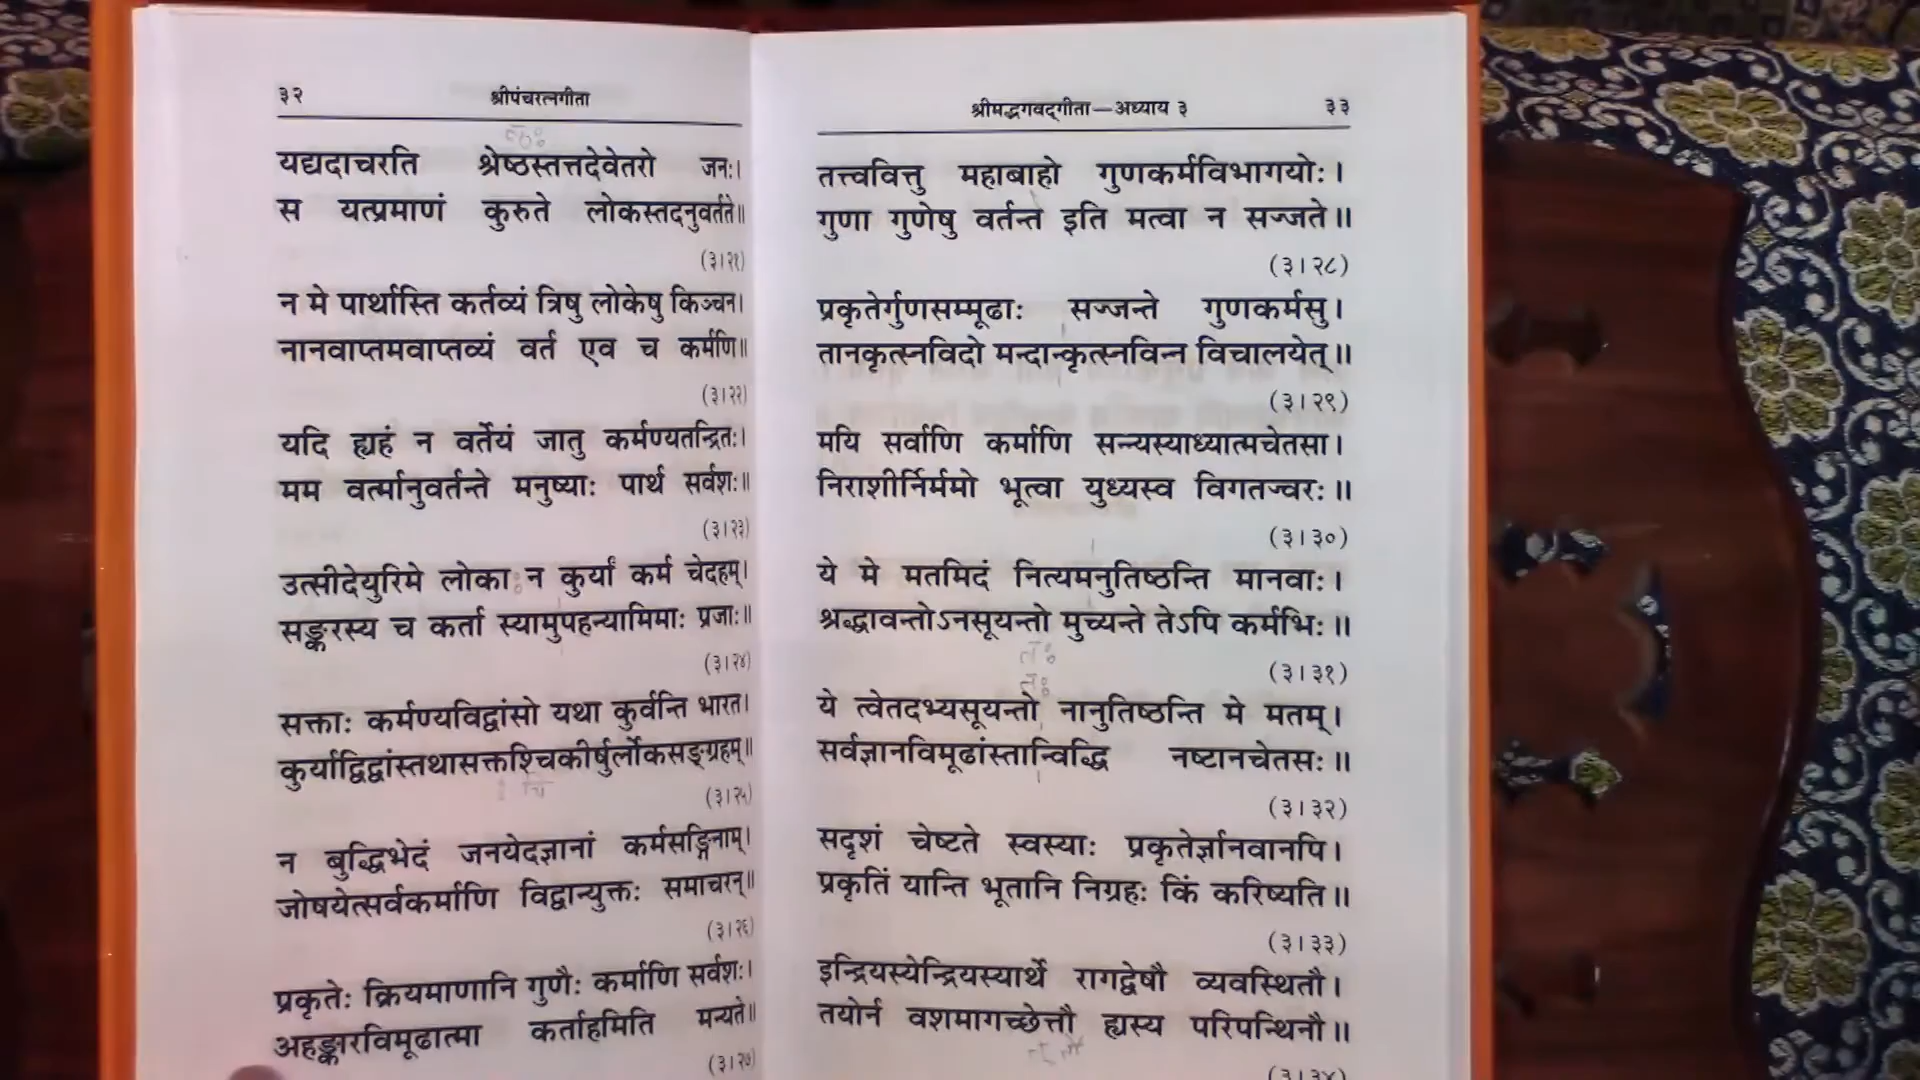 ३२
श्रीपंचरत्नगीता
यद्यदाचरति श्रेष्ठस्तत्तदेवेतरो जनः।
स यत्प्रमाणं कुरुते लोकस्तदनुवर्तते॥
(३।२१)
न मे पार्थास्ति कर्तव्यं त्रिषु लोकेषु किञ्चन।
नानवाप्तमवाप्तव्यं वर्त एव च कर्मणि॥
(३।२२)
यदि ह्यहं न वर्तेयं जातु कर्मण्यतन्द्रितः।
मम वर्त्मानुवर्तन्ते मनुष्याः पार्थ सर्वशः॥
(३।२३)
उत्सीदेयुरिमे लोका न कुर्यां कर्म चेदहम्।
सङ्करस्य च कर्ता स्यामुपहन्यामिमाः प्रजाः॥
(३।२४)
सक्ताः कर्मण्यविद्वांसो यथा कुर्वन्ति भारत।
कुर्याद्विद्वांस्तथासक्तश्चिकीर्षुर्लोकसङ्ग्रहम्॥
(३।२५)
न बुद्धिभेदं जनयेदज्ञानां कर्मसङ्गिनाम्।
जोषयेत्सर्वकर्माणि विद्वान्युक्तः समाचरन्॥
(३।२६)
प्रकृतेः क्रियमाणानि गुणैः कर्माणि सर्वशः।
अहङ्कारविमूढात्मा कर्ताहमिति मन्यते॥
(३।२७)
श्रीमद्भगवद्‌गीता—अध्याय ३
३३
तत्त्ववित्तु महाबाहो गुणकर्मविभागयोः।
गुणा गुणेषु वर्तन्त इति मत्वा न सज्जते॥
(३।२८)
प्रकृतेर्गुणसम्मूढाः सज्जन्ते गुणकर्मसु।
तानकृत्स्नविदो मन्दान्कृत्स्नविन्न विचालयेत्॥
(३।२९)
मयि सर्वाणि कर्माणि सन्न्यस्याध्यात्मचेतसा।
निराशीर्निर्ममो भूत्वा युध्यस्व विगतज्वरः॥
(३।३०)
ये मे मतमिदं नित्यमनुतिष्ठन्ति मानवाः।
श्रद्धावन्तोऽनसूयन्तो मुच्यन्ते तेऽपि कर्मभिः॥
(३।३१)
ये त्वेतदभ्यसूयन्तो नानुतिष्ठन्ति मे मतम्।
सर्वज्ञानविमूढांस्तान्विद्धि नष्टानचेतसः॥
(३।३२)
सदृशं चेष्टते स्वस्याः प्रकृतेर्ज्ञानवानपि।
प्रकृतिं यान्ति भूतानि निग्रहः किं करिष्यति॥
(३।३३)
इन्द्रियस्येन्द्रियस्यार्थे रागद्वेषौ व्यवस्थितौ।
तयोर्न वशमागच्छेत्तौ ह्यस्य परिपन्थिनौ॥
(३।३४)